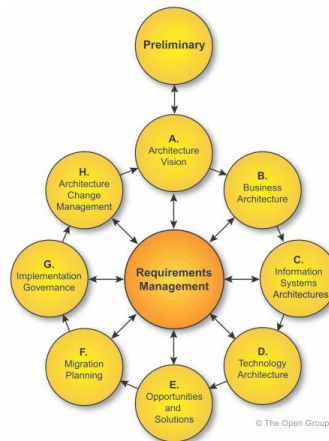 Preliminary
A.
Architecture
Vision
B.
Business
Architecture
C.
Information
Systems
Architectures
D.
Technology
Architecture
E.
Opportunities
and
Solutions
F.
Migration
Planning
G.
Implementation
Governance
H.
Architecture
Change
Management
Requirements
Management
© The Open Group